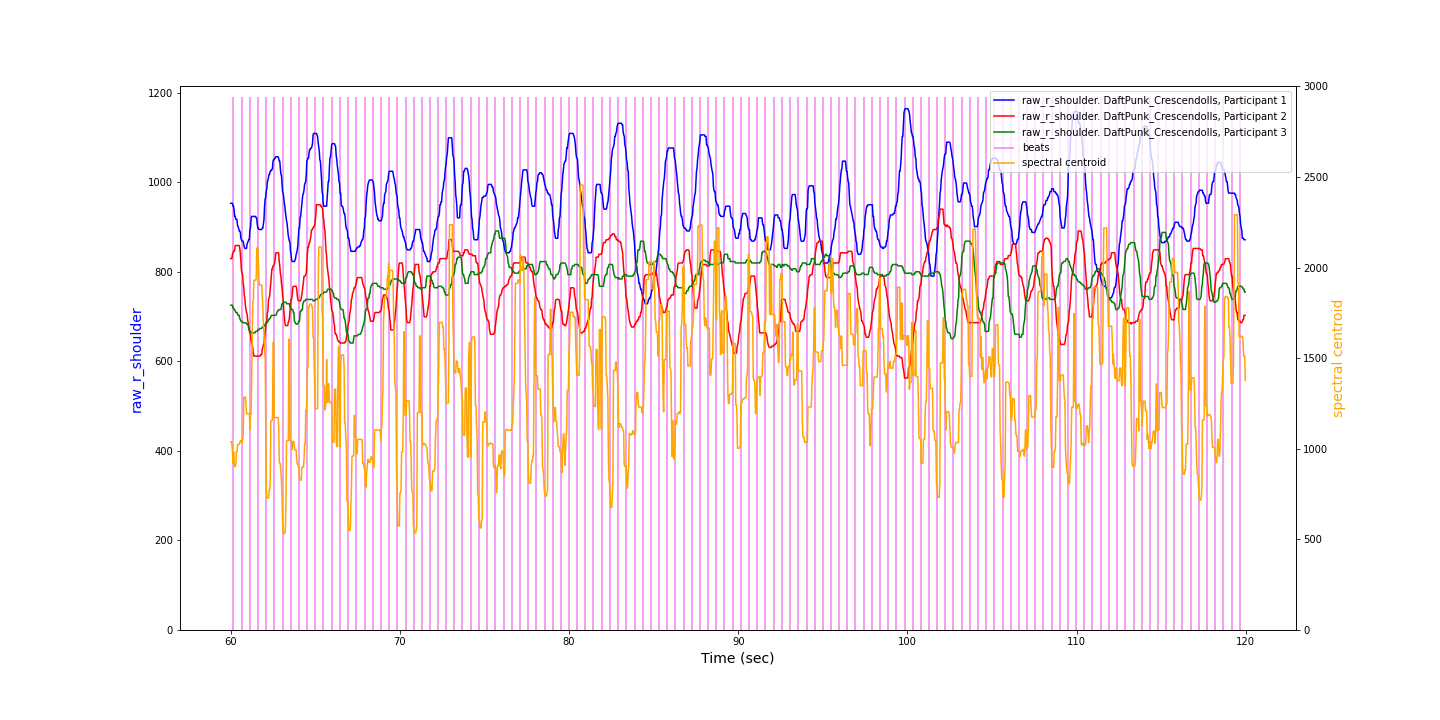 1200
1000
800
600
400
200
0
raw_r_shoulder
3000
2500
2000
1500
1000
500
0
spectral centroid
60
70
80
90
100
110
120
Time (sec)
raw_r_shoulder. DaftPunk_Crescendolls, Participant 1
raw_r_shoulder. DaftPunk_Crescendolls, Participant 2
raw_r_shoulder. DaftPunk_Crescendolls, Participant 3
beats
spectral centroid